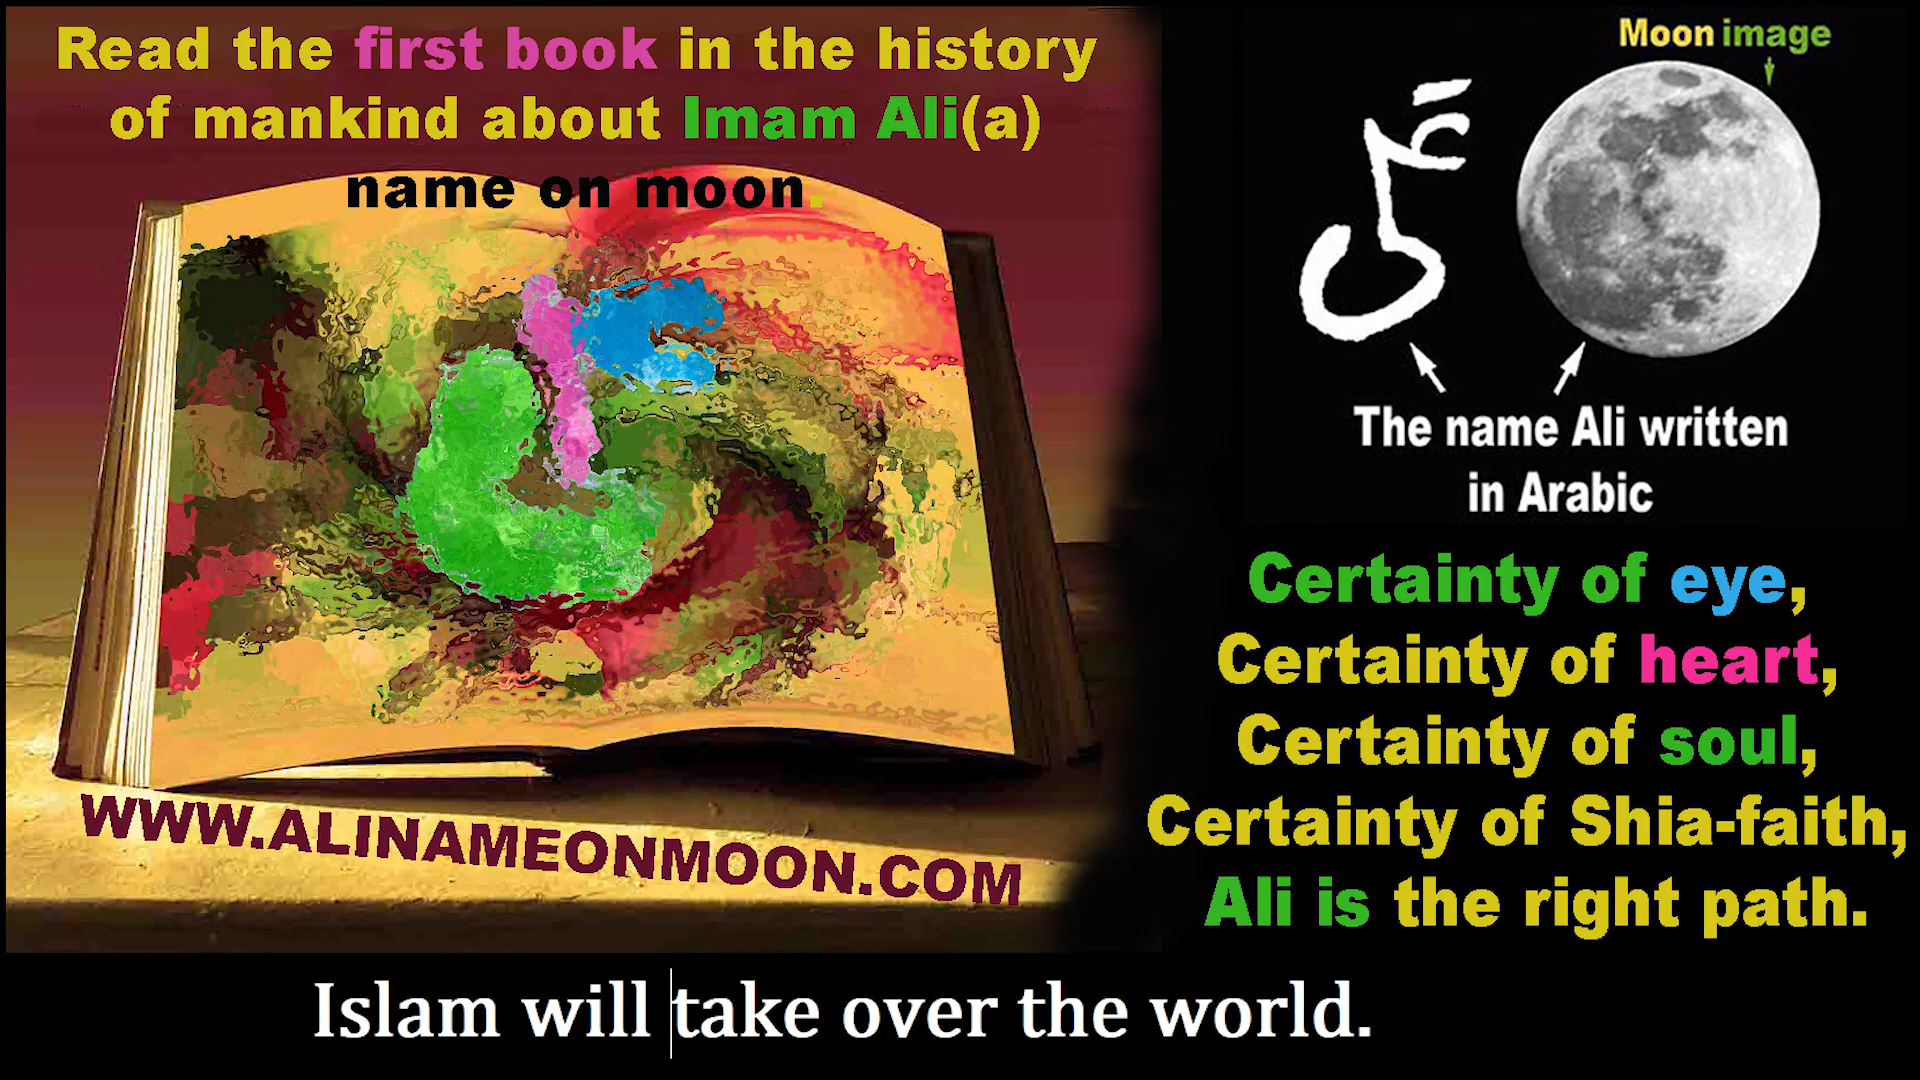 Read the first book in the history
of mankind about Imam Ali(a)
name on moon.
WWW.ALINAMEONMOON.COM
Moon image
علي
The name Ali written
in Arabic
Certainty of eye,
Certainty of heart,
Certainty of soul,
Certainty of Shia-faith,
Ali is the right path.
Islam will take over the world.